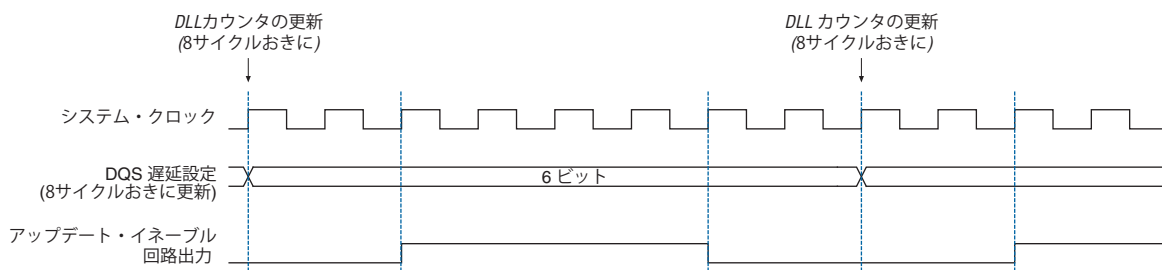 DLLカウンタの更新
(8サイクルおきに)
DLL カウンタの更新
(8サイクルおきに)
システム・クロック
DQS 遅延設定
(8サイクルおきに更新)
6 ビット
アップデート・イネーブル
回路出力